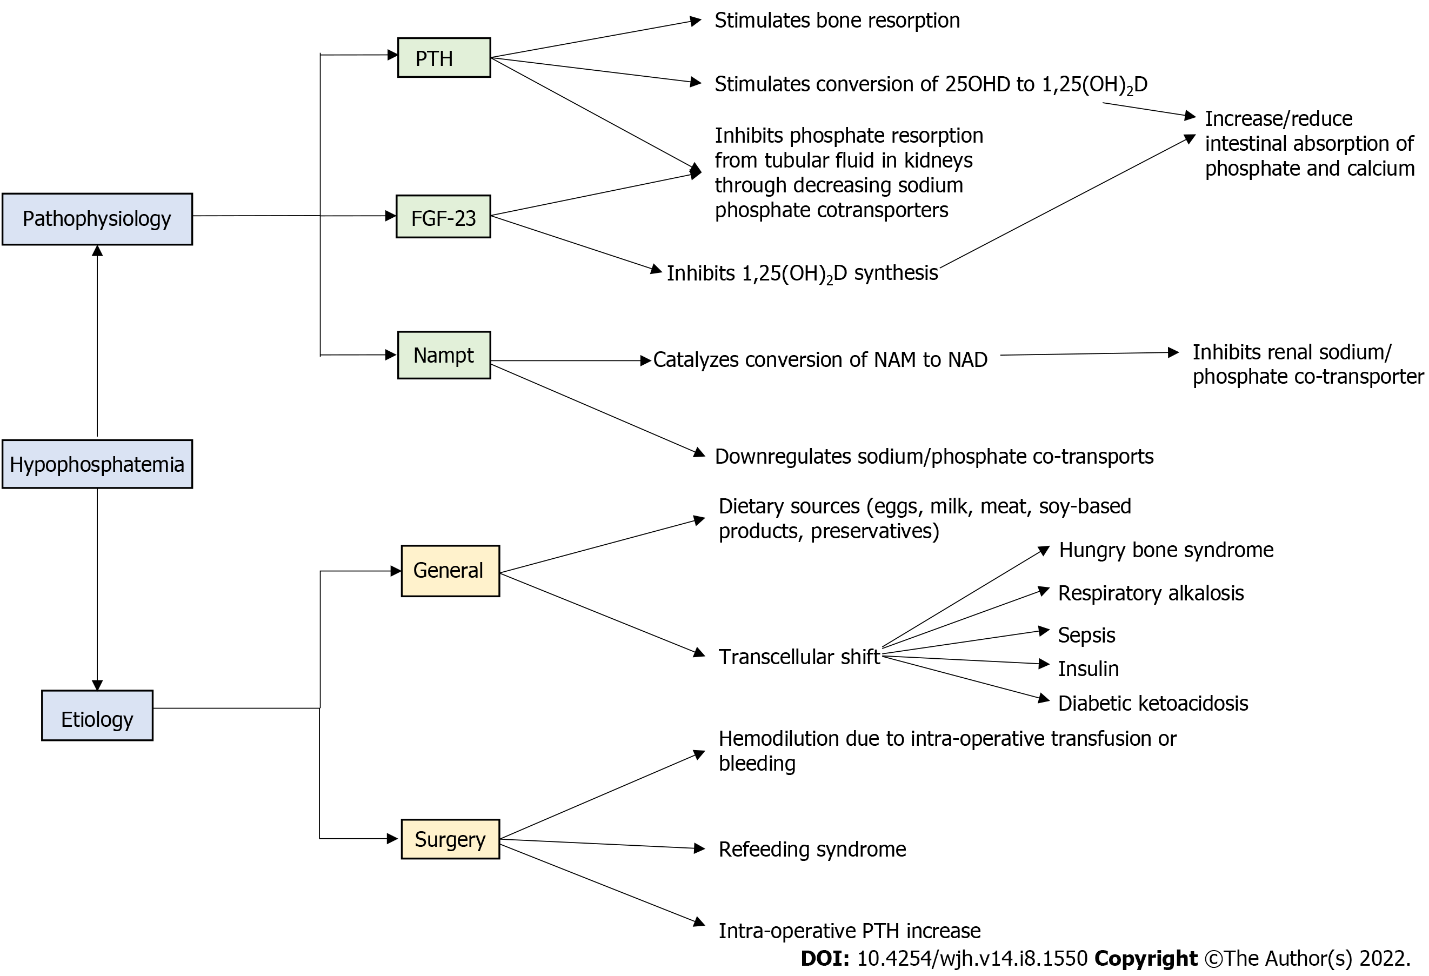 Stimulates bone resorption
PTH
Stimulates conversion of 25OHD to 1,25(OH)₂D
Increase/reduce
intestinal absorption of
phosphate and calcium
Inhibits phosphate resorption
from tubular fluid in kidneys
through decreasing sodium
phosphate cotransporters
Pathophysiology
FGF-23
Inhibits 1,25(OH)₂D synthesis
Nampt
Catalyzes conversion of NAM to NAD
Inhibits renal sodium/
phosphate co-transporter
Hypophosphatemia
Downregulates sodium/phosphate co-transports
Dietary sources (eggs, milk, meat, soy-based
products, preservatives)
General
Hungry bone syndrome
Respiratory alkalosis
Sepsis
Transcellular shift
Insulin
Diabetic ketoacidosis
Etiology
Hemodilution due to intra-operative transfusion or
bleeding
Surgery
Refeeding syndrome
Intra-operative PTH increase
DOI: 10.4254/wjh.v14.i8.1550 Copyright ©The Author(s) 2022.